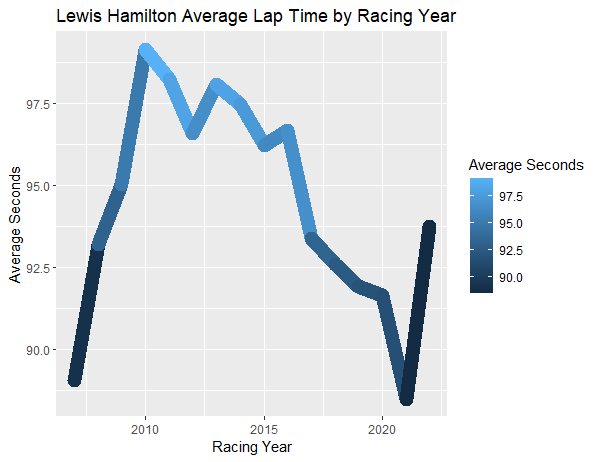 Lewis Hamilton Average Lap Time by Racing Year
Average Seconds
97.5
95.0
92.5
90.0
2010
2015
2020
Racing Year
Average Seconds
97.5
95.0
92.5
90.0